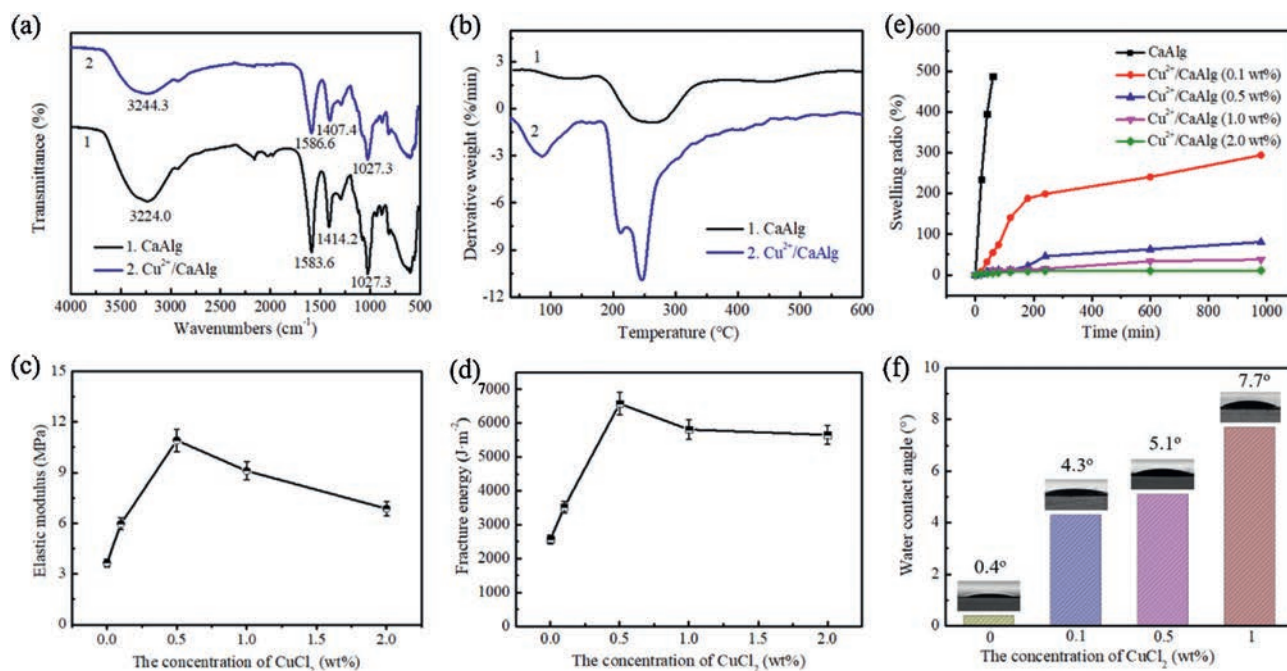 (a)
Transmittance (%)
2
3244.3
1
3224.0
1586.6
1407.4
1027.3
1583.6
1414.2
1027.3
1. CaAlg
2. Cu²⁺/CaAlg
4000 3500 3000 2500 2000 1500 1000 500
Wavenumbers (cm⁻¹)
(b)
Derivative weight (%/min)
3
0
-3
-6
-9
-12
1
2
1. CaAlg
2. Cu²⁺/CaAlg
100 200 300 400 500 600
Temperature (°C)
(e)
Swelling radio (%)
600
500
400
300
200
100
0
CaAlg
Cu²⁺/CaAlg (0.1 wt%)
Cu²⁺/CaAlg (0.5 wt%)
Cu²⁺/CaAlg (1.0 wt%)
Cu²⁺/CaAlg (2.0 wt%)
0 200 400 600 800 1000
Time (min)
(c)
Elastic modulus (MPa)
15
12
9
6
3
0
0.0 0.5 1.0 1.5 2.0
The concentration of CuCl₂ (wt%)
(d)
Fracture energy (J·m⁻²)
7000
6000
5000
4000
3000
2000
1000
0
0.0 0.5 1.0 1.5 2.0
The concentration of CuCl₂ (wt%)
(f)
Water contact angle (°)
10
8
6
4
2
0
0.4°
4.3°
5.1°
7.7°
0 0.1 0.5 1
The concentration of CuCl₂ (wt%)